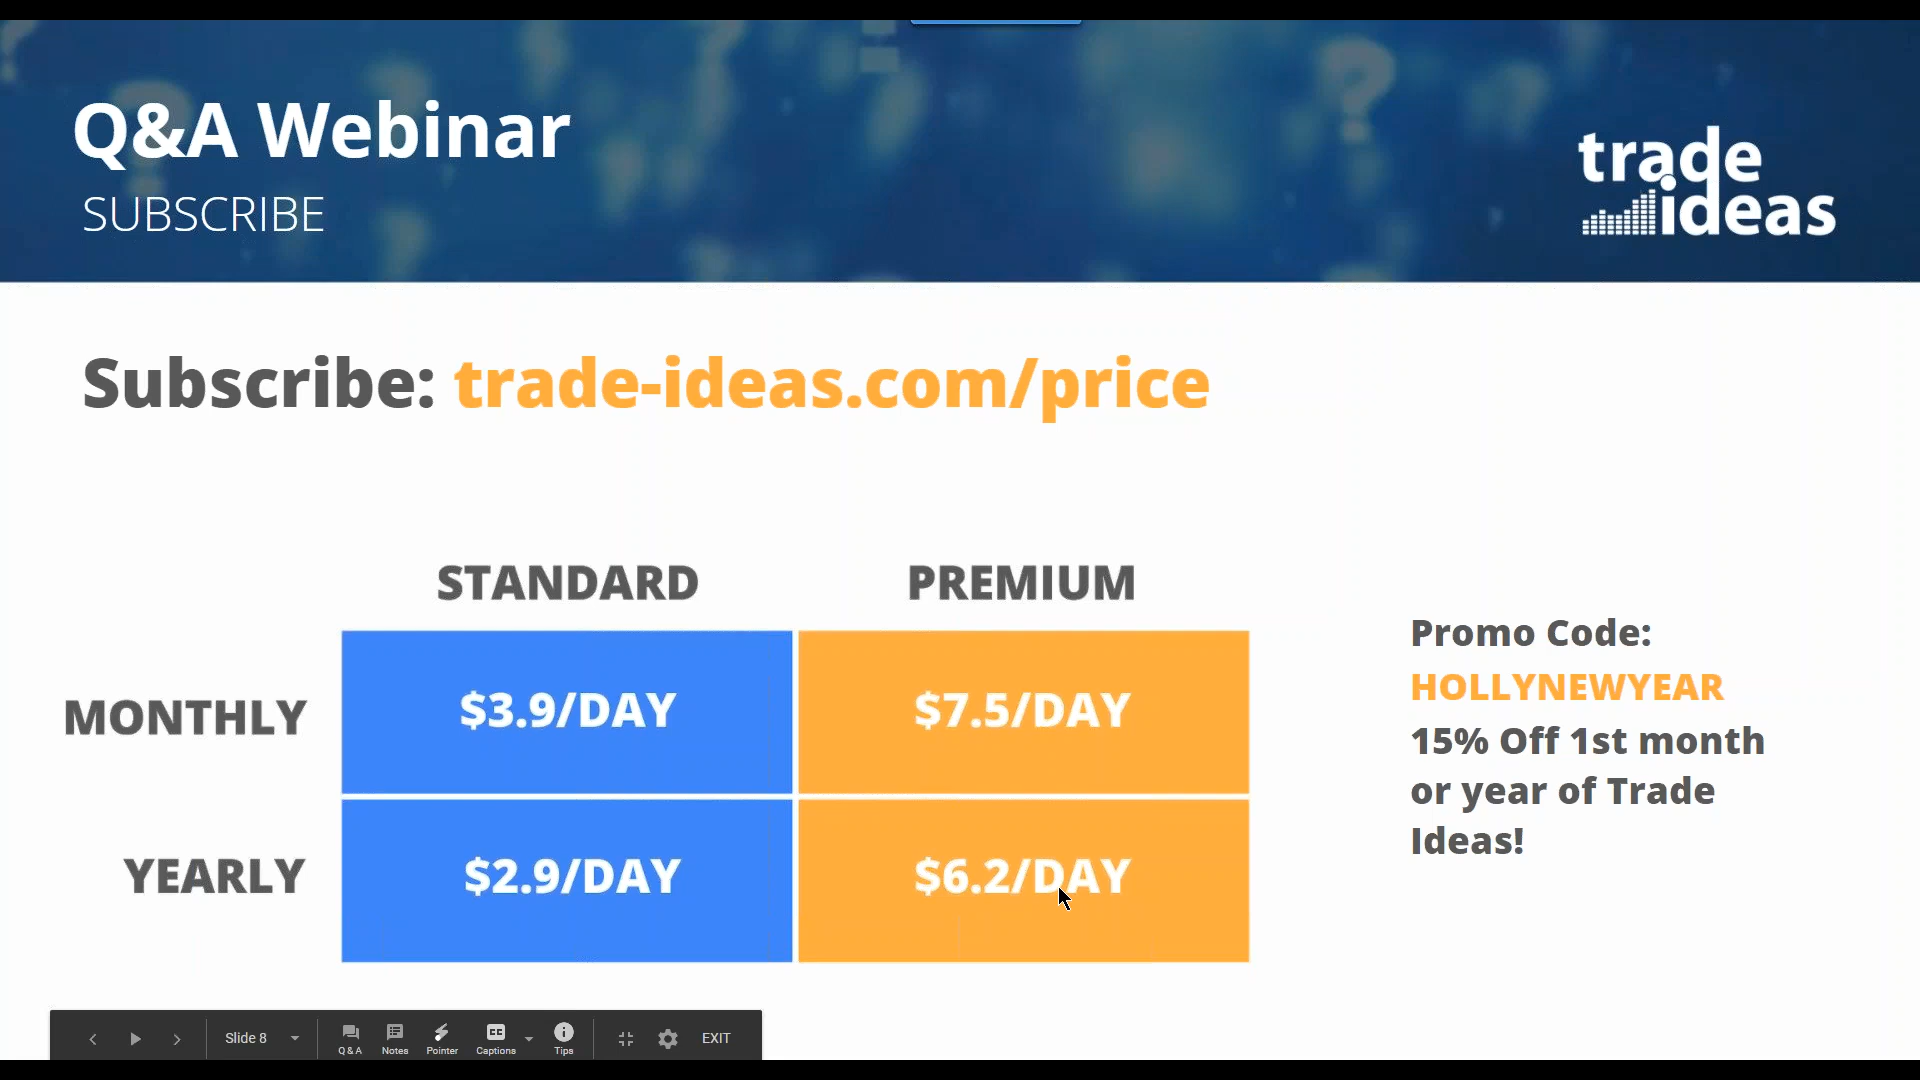 Q&A Webinar
SUBSCRIBE
trade
ideas
Subscribe: trade-ideas.com/price
STANDARD PREMIUM
MONTHLY $3.9/DAY $7.5/DAY
YEARLY $2.9/DAY $6.2/DAY
Promo Code:
HOLLYNEWYEAR
15% Off 1st month
or year of Trade
Ideas!
Slide 8 Q & A Notes Pointer CC Captions Tips EXIT